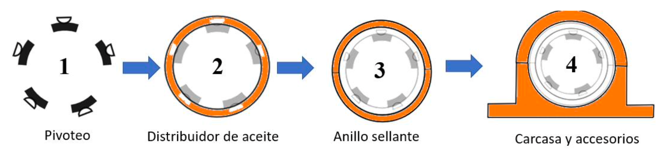 1
2
3
4
Pivoteo
Distribuidor de aceite
Anillo sellante
Carcasa y accesorios